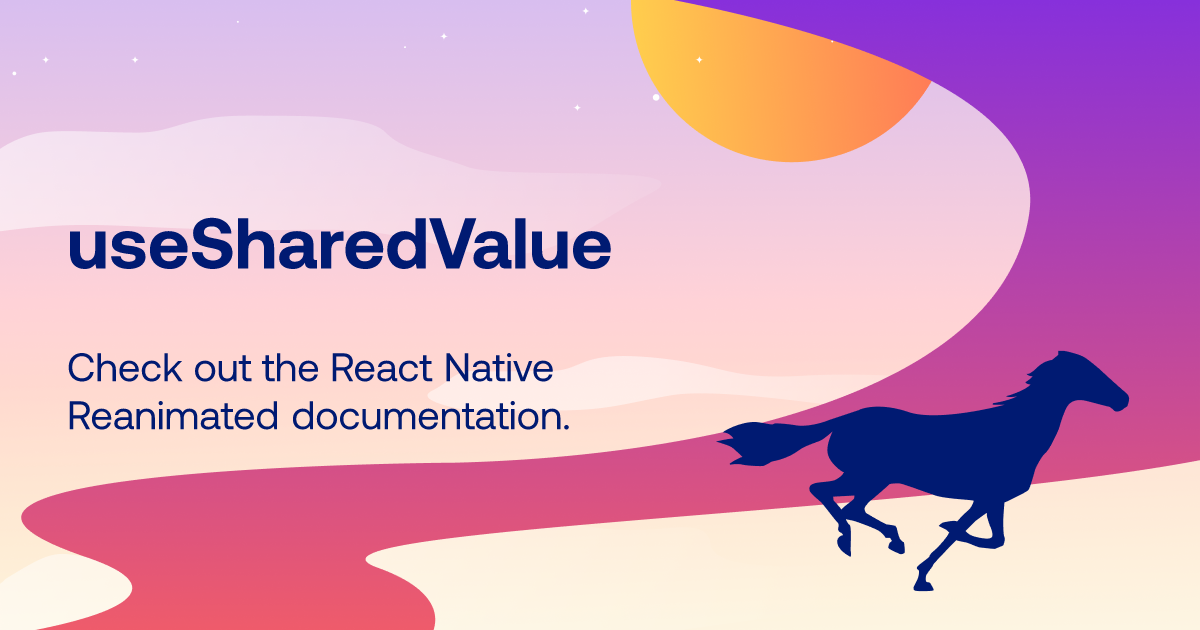 useSharedValue
Check out the React Native
Reanimated documentation.